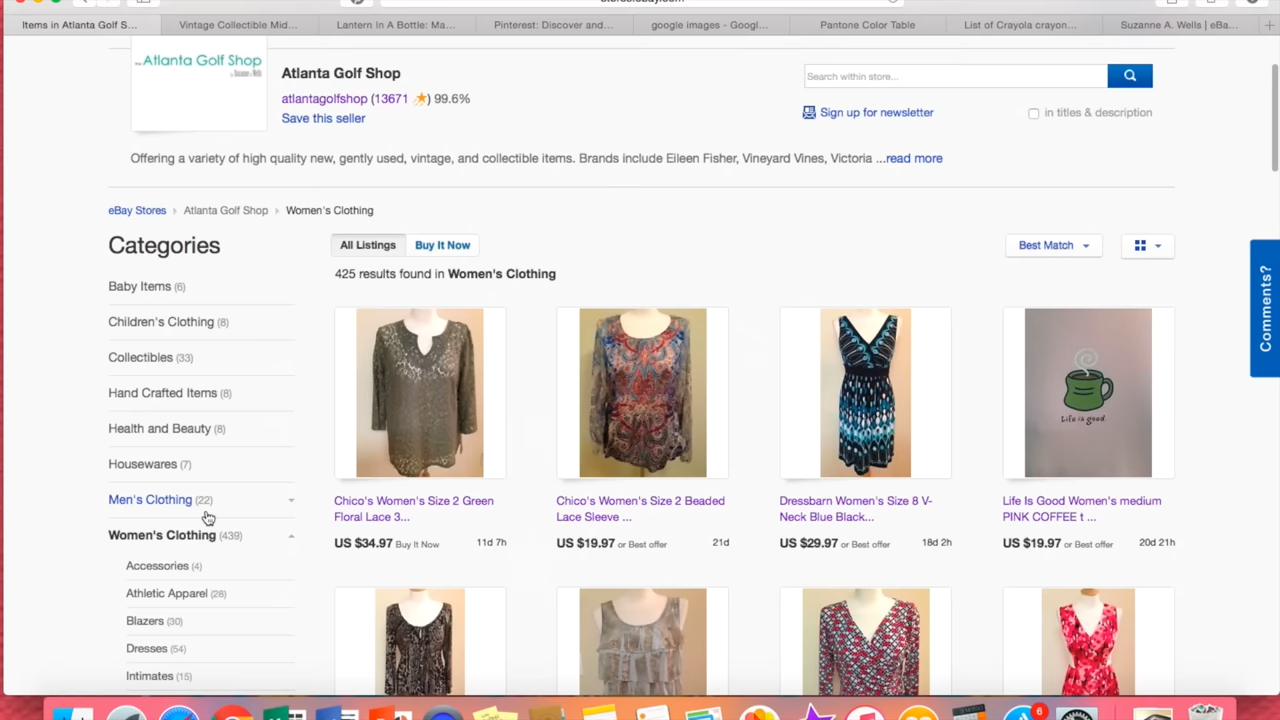 Items in Atlanta Golf S...
Vintage Collectible Mid...
Lantern In A Bottle: Ma...
Pinterest: Discover and...
google images - Googl...
Pantone Color Table
List of Crayola crayon...
Suzanne A. Wells | eBa...
Atlanta Golf Shop
Atlanta Golf Shop
atlantagolfshop (13671 ) 99.6%
Save this seller
Search within store...
Sign up for newsletter
in titles & description
Offering a variety of high quality new, gently used, vintage, and collectible items. Brands include Eileen Fisher, Vineyard Vines, Victoria ...read more
eBay Stores Atlanta Golf Shop Women's Clothing
Categories
Baby Items (6)
Children's Clothing (8)
Collectibles (33)
Hand Crafted Items (8)
Health and Beauty (8)
Housewares (7)
Men's Clothing (22)
Women's Clothing (439)
Accessories (4)
Athletic Apparel (28)
Blazers (30)
Dresses (54)
Intimates (15)
All Listings
Buy It Now
Best Match
425 results found in Women's Clothing
Life is good.
Chico's Women's Size 2 Green
Floral Lace 3...
US $34.97 Buy It Now 11d 7h
Chico's Women's Size 2 Beaded
Lace Sleeve ...
US $19.97 or Best offer 21d
Dressbarn Women's Size 8 V-
Neck Blue Black...
US $29.97 or Best offer 18d 2h
Life Is Good Women's medium
PINK COFFEE t ...
US $19.97 or Best offer 20d 21h
Comments?
6